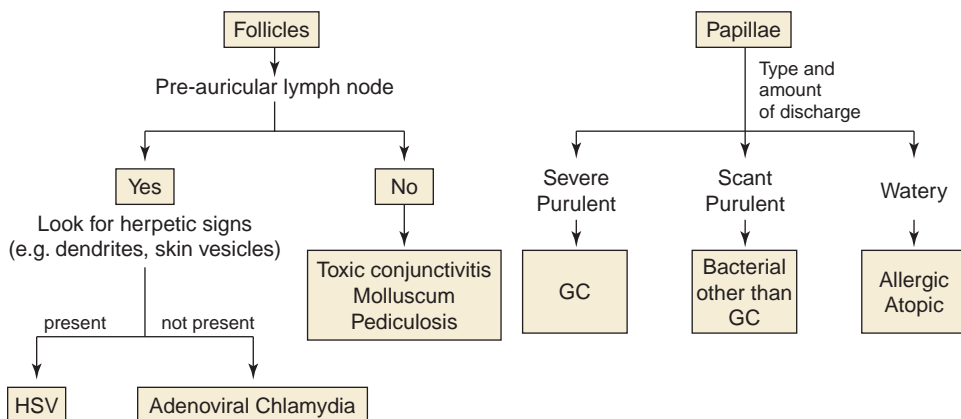 Follicles
Pre-auricular lymph node
Yes
No
Look for herpetic signs
(e.g. dendrites, skin vesicles)
Toxic conjunctivitis
Molluscum
Pediculosis
present
not present
HSV
Adenoviral Chlamydia
Papillae
Type and
amount
of discharge
Severe
Purulent
Scant
Purulent
Watery
GC
Bacterial
other than
GC
Allergic
Atopic